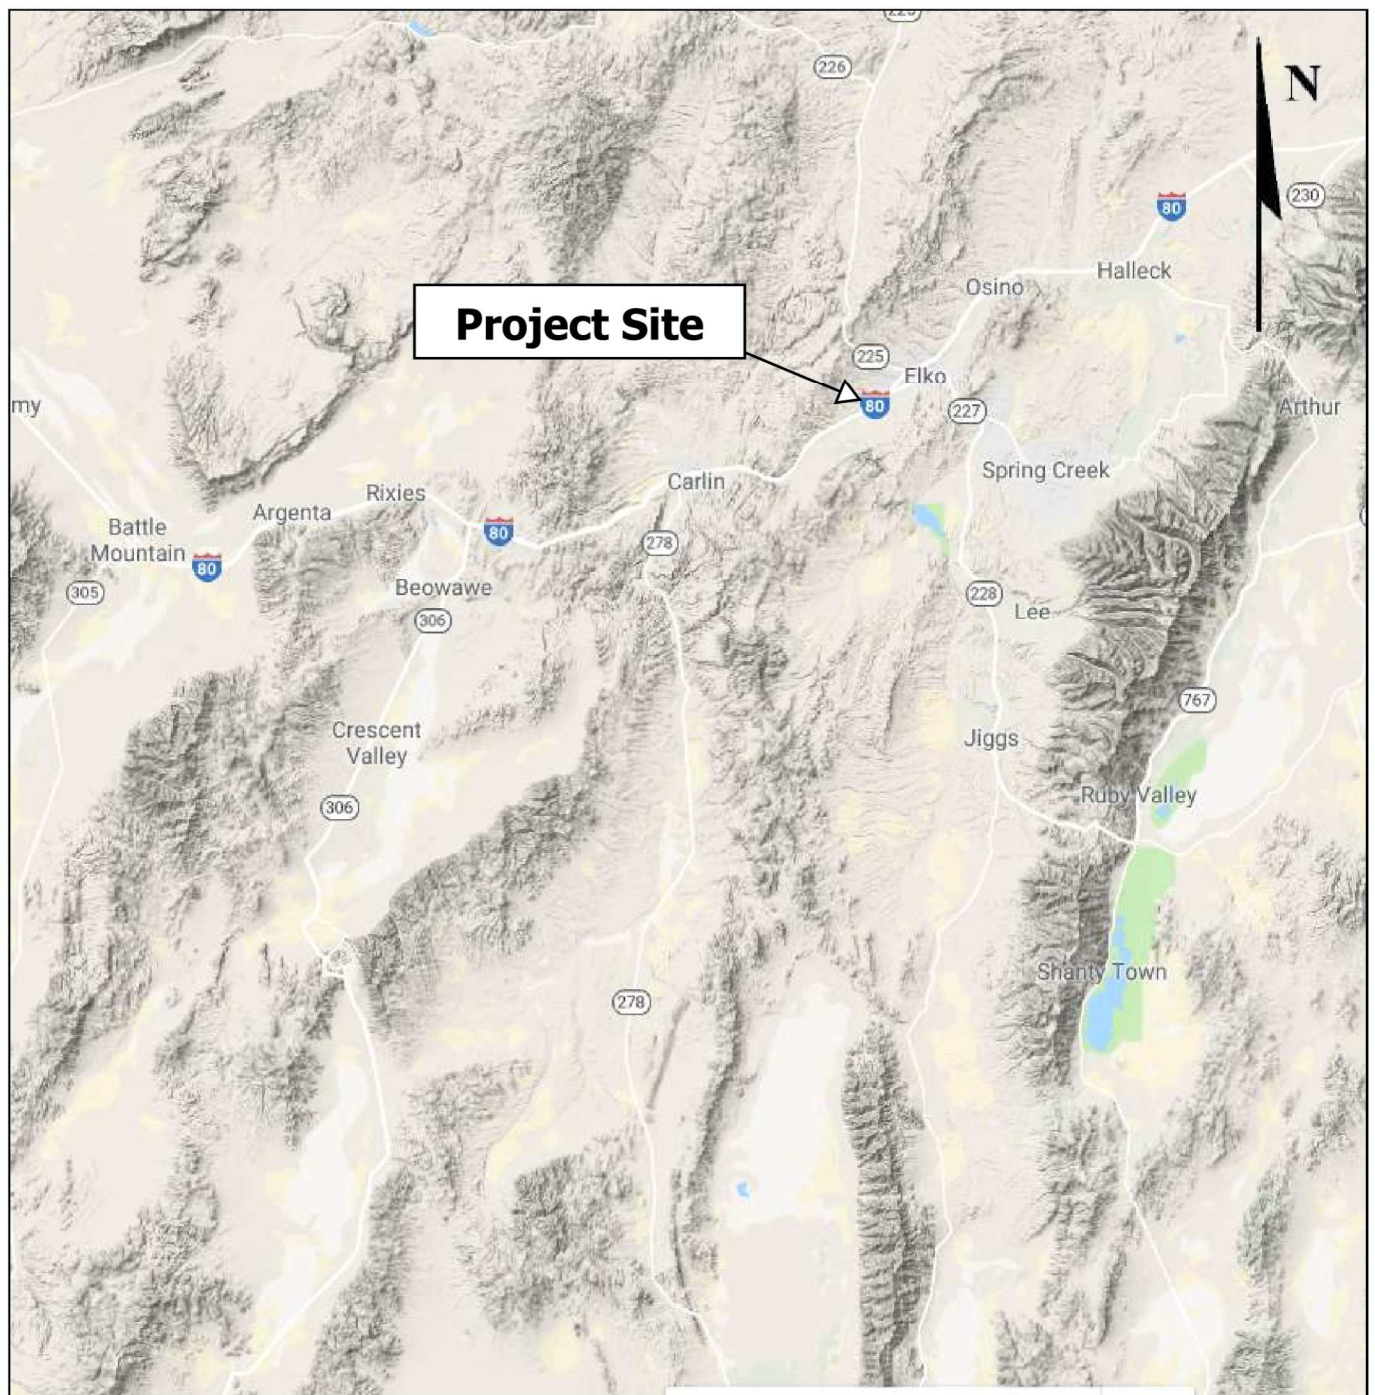 225
226
N
80
230
Halleck
Osino
Project Site
225
Elko
80
227
my
Arthur
Spring Creek
Carlin
Rixies
Argenta
Battle
Mountain
80
80
278
305
Beowawe
306
228
Lee
767
Crescent
Valley
Jiggs
306
Ruby Valley
Shanty Town
278